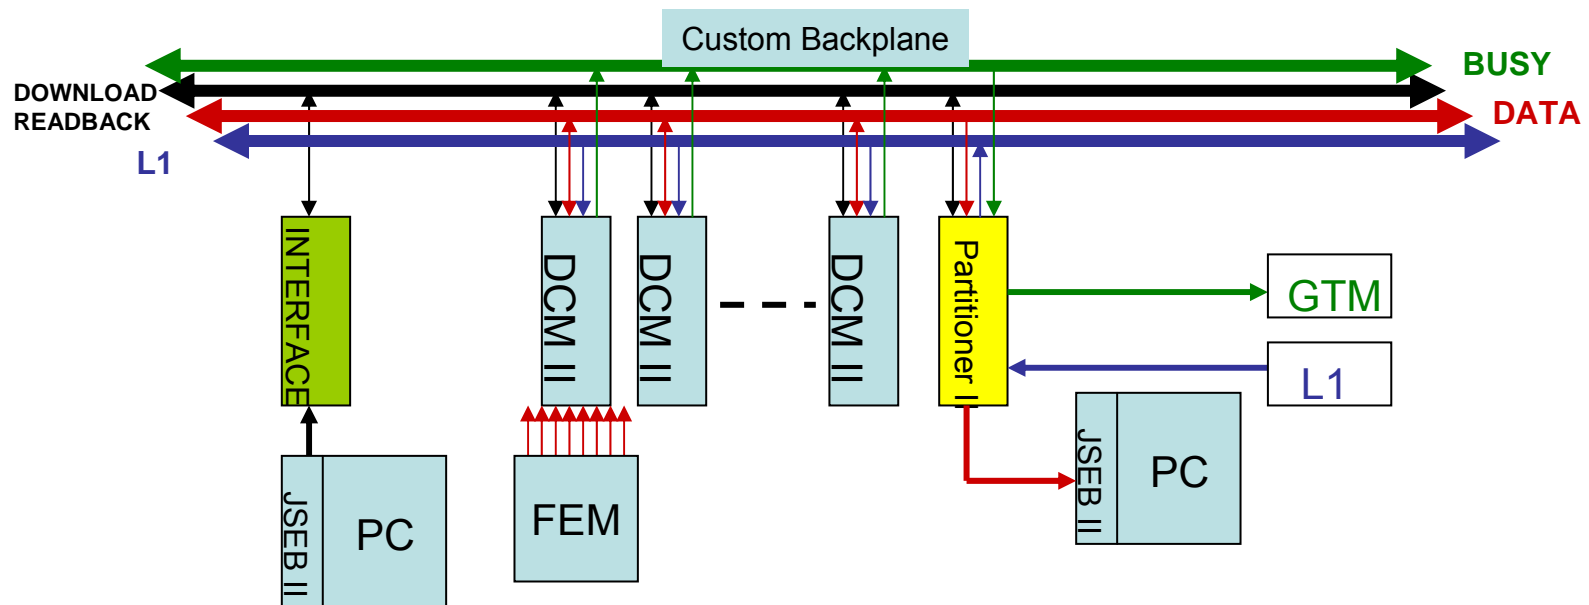 Custom Backplane
BUSY
DOWNLOAD
READBACK
DATA
L1
INTERFACE
DCM II
DCM II
DCM II
Partitioner I
GTM
L1
JSEB II
PC
JSEB II
PC
FEM